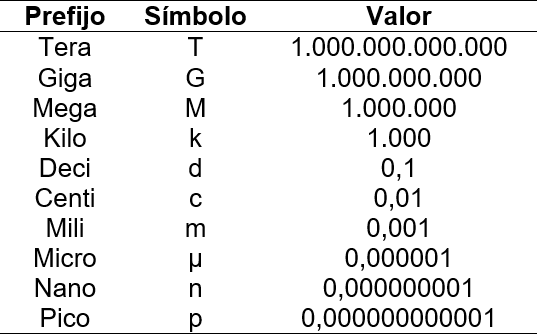 Prefijo Símbolo Valor
Tera T 1.000.000.000.000
Giga G 1.000.000.000
Mega M 1.000.000
Kilo k 1.000
Deci d 0,1
Centi c 0,01
Mili m 0,001
Micro µ 0,000001
Nano n 0,000000001
Pico p 0,000000000001